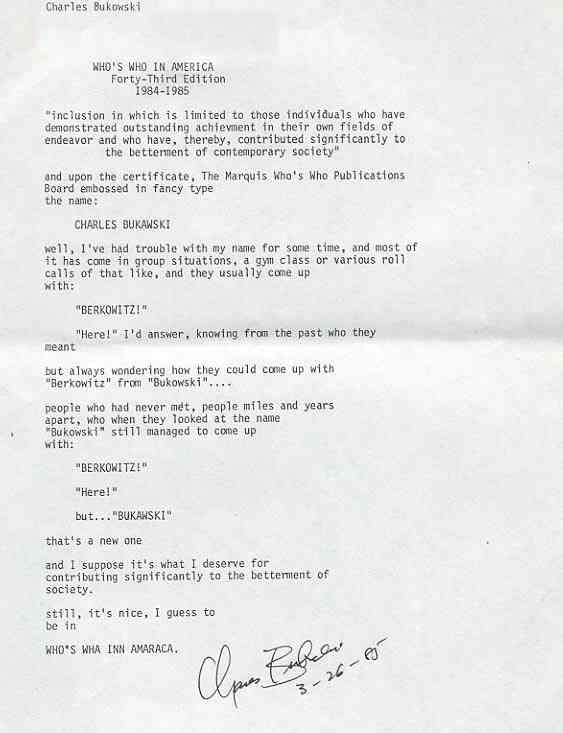 Charles Bukowski
WHO'S WHO IN AMERICA
Forty-Third Edition
1984-1985
"inclusion in which is limited to those individuals who have
demonstrated outstanding achievment in their own fields of
endeavor and who have, thereby, contributed significantly to
the betterment of contemporary society"
and upon the certificate, The Marquis Who's Who Publications
Board embossed in fancy type
the name:
CHARLES BUKAWSKI
well, I've had trouble with my name for some time, and most of
it has come in group situations, a gym class or various roll
calls of that like, and they usually come up
with:
"BERKOWITZ!"
"Here!" I'd answer, knowing from the past who they
meant
but always wondering how they could come up with
"Berkowitz" from "Bukowski"....
people who had never mét, people miles and years
apart, who when they looked at the name
"Bukowski" still managed to come up
with:
"BERKOWITZ!"
"Here!"
but..."BUKAWSKI"
that's a new one
and I suppose it's what I deserve for
contributing significantly to the betterment of
society.
still, it's nice, I guess to
be in
WHO'S WHA INN AMARACA.
Charles Bukowski
3-26-85